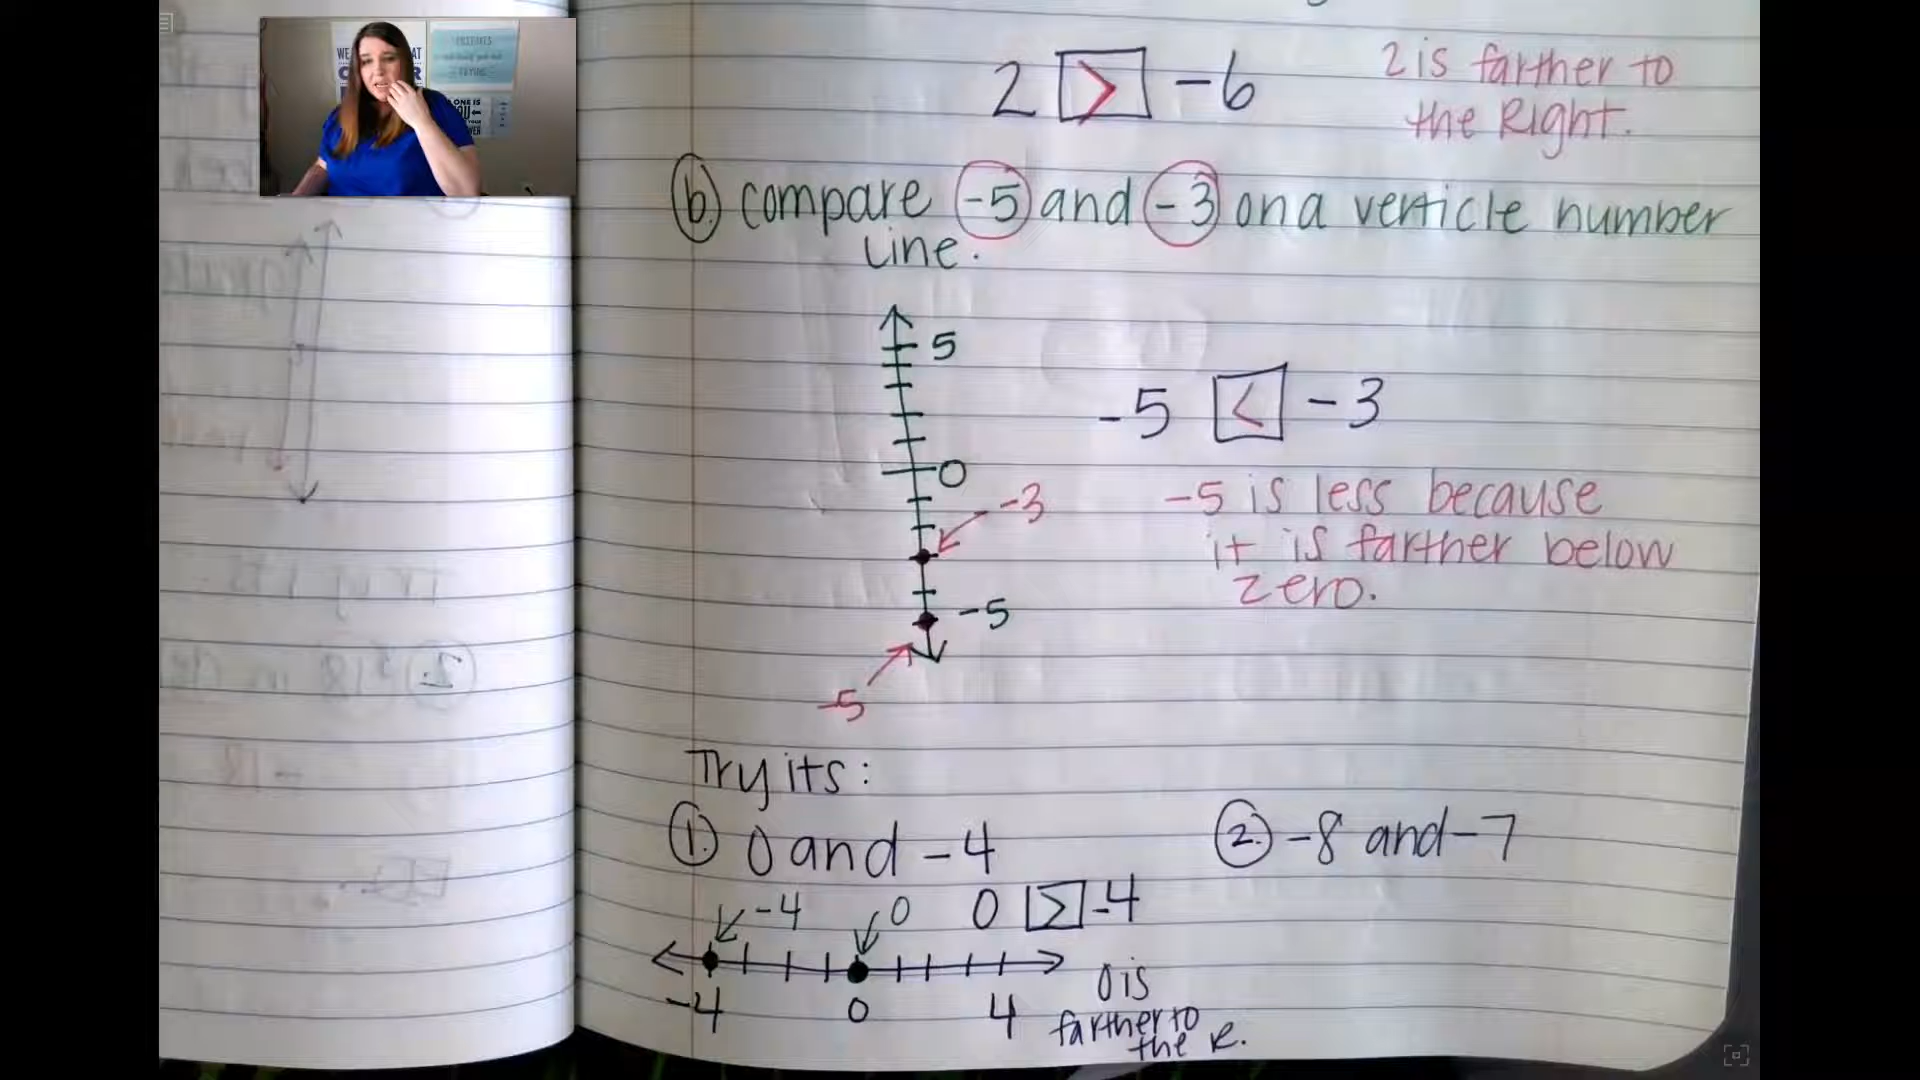 2 > -6
2 is farther to
the Right.
b. compare -5 and -3 on a verticle number
line.
5
0
-3
-5
-5
-5 < -3
-5 is less because
it is farther below
zero.
Try its:
1. 0 and -4
-4
0
0 > -4
-4
0
4
0 is
farther to
the R.
2. -8 and -7